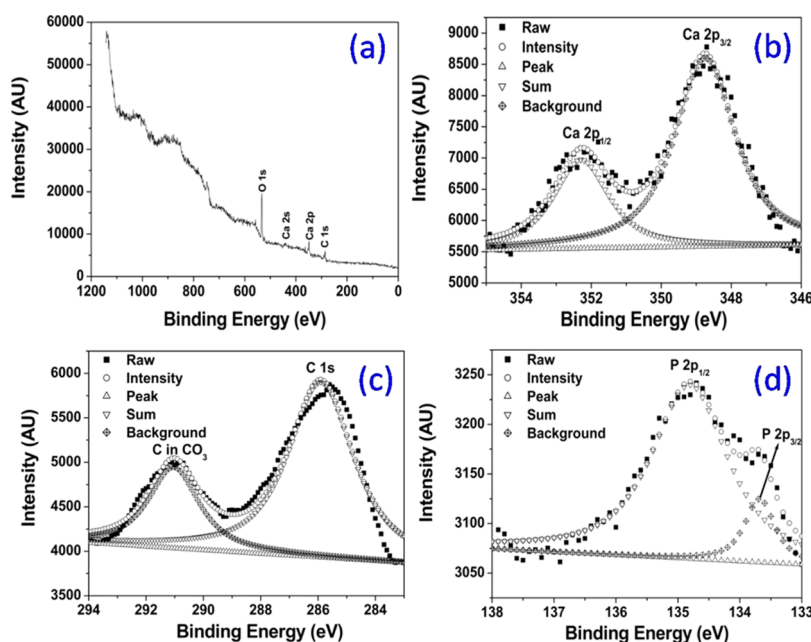 (a)
Intensity (AU)
60000
50000
40000
30000
20000
10000
0
O 1s
Ca 2s
Ca 2p
C 1s
1200 1000 800 600 400 200 0
Binding Energy (eV)
(b)
Intensity (AU)
9000
8500
8000
7500
7000
6500
6000
5500
5000
Raw
Intensity
Peak
Sum
Background
Ca 2p3/2
Ca 2p1/2
354 352 350 348 346
Binding Energy (eV)
(c)
Intensity (AU)
6000
5500
5000
4500
4000
3500
Raw
Intensity
Peak
Sum
Background
C 1s
C in CO3
294 292 290 288 286 284
Binding Energy (eV)
(d)
Intensity (AU)
3250
3200
3150
3100
3050
Raw
Intensity
Peak
Sum
Background
P 2p1/2
P 2p3/2
138 137 136 135 134 133
Binding Energy (eV)